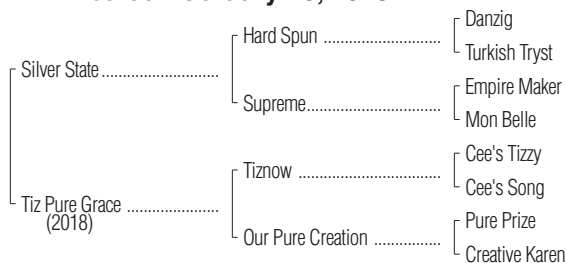 Danzig
Hard Spun
Turkish Tryst
Silver State
Empire Maker
Supreme
Mon Belle
Cee's Tizzy
Tiznow
Cee's Song
Tiz Pure Grace
(2018)
Pure Prize
Our Pure Creation
Creative Karen